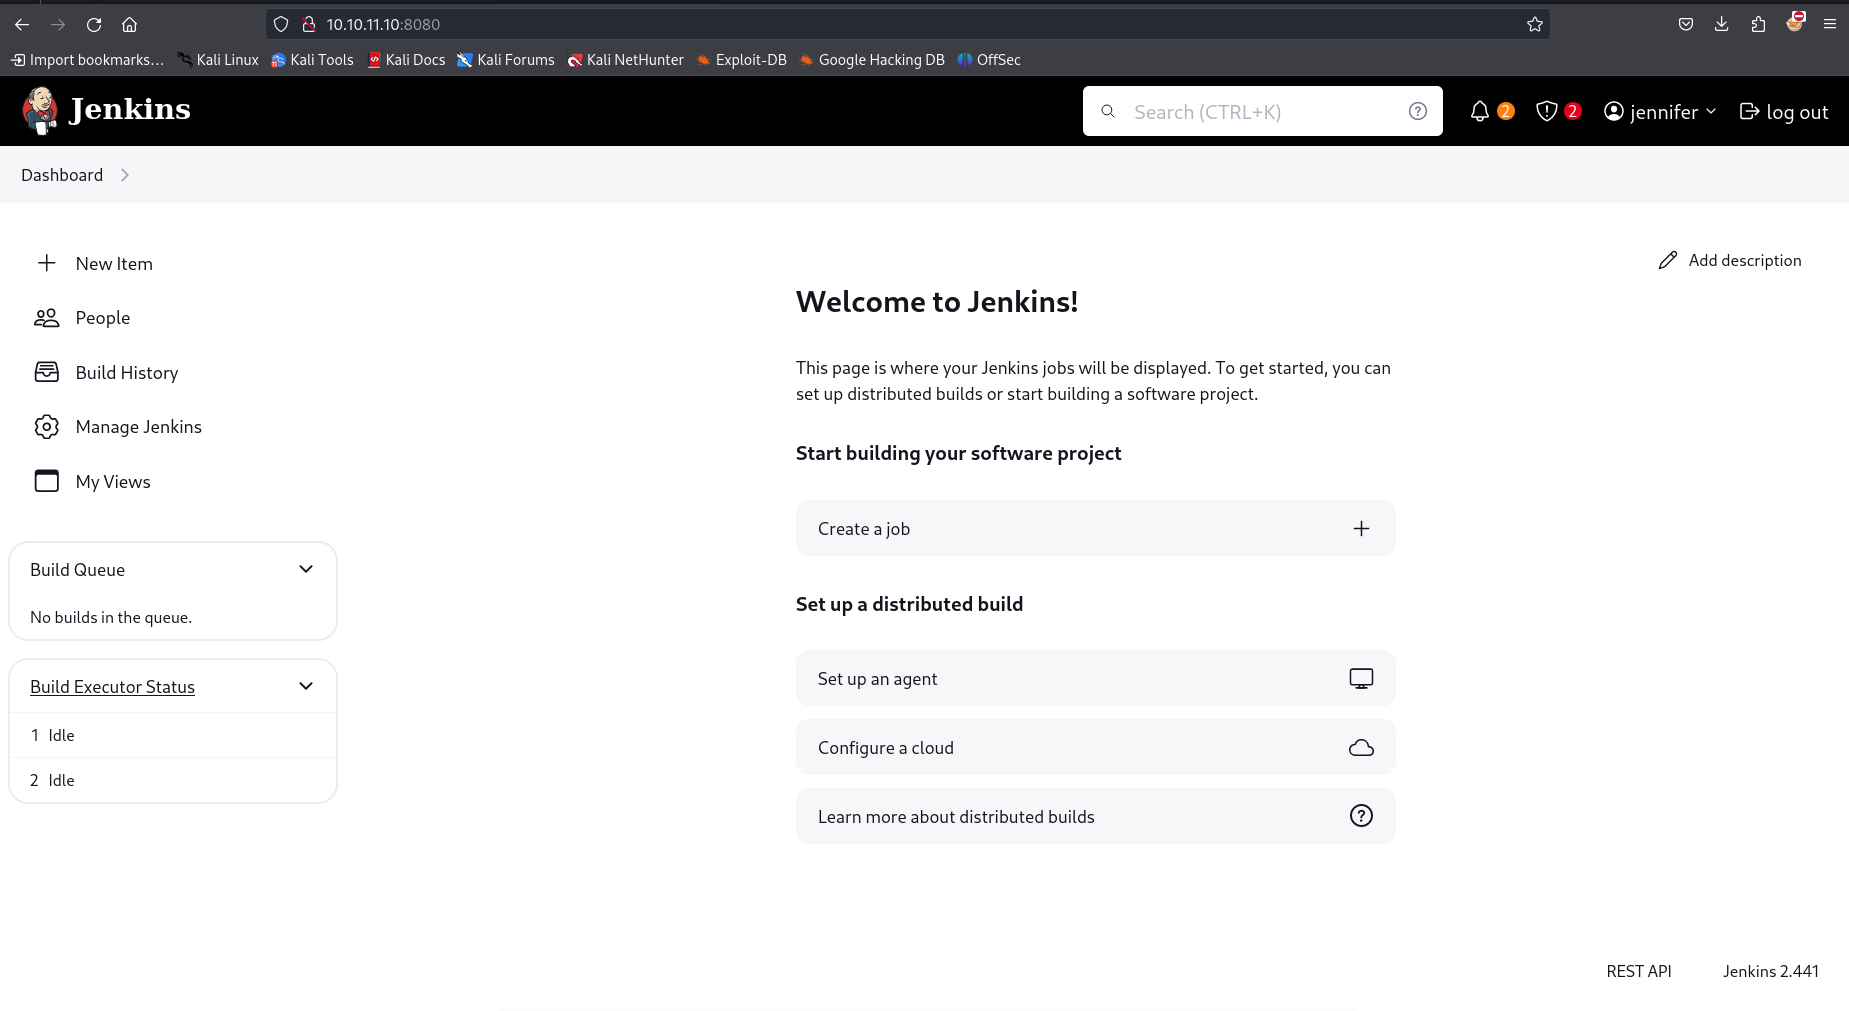 10.10.11.10:8080
Import bookmarks... Kali Linux Kali Tools Kali Docs Kali Forums Kali NetHunter Exploit-DB Google Hacking DB OffSec
Jenkins Search (CTRL+K) 2 2 jennifer log out
Dashboard
New Item
People
Build History
Manage Jenkins
My Views
Build Queue
No builds in the queue.
Build Executor Status
1 Idle
2 Idle
Add description
Welcome to Jenkins!
This page is where your Jenkins jobs will be displayed. To get started, you can
set up distributed builds or start building a software project.
Start building your software project
Create a job
Set up a distributed build
Set up an agent
Configure a cloud
Learn more about distributed builds
REST API Jenkins 2.441